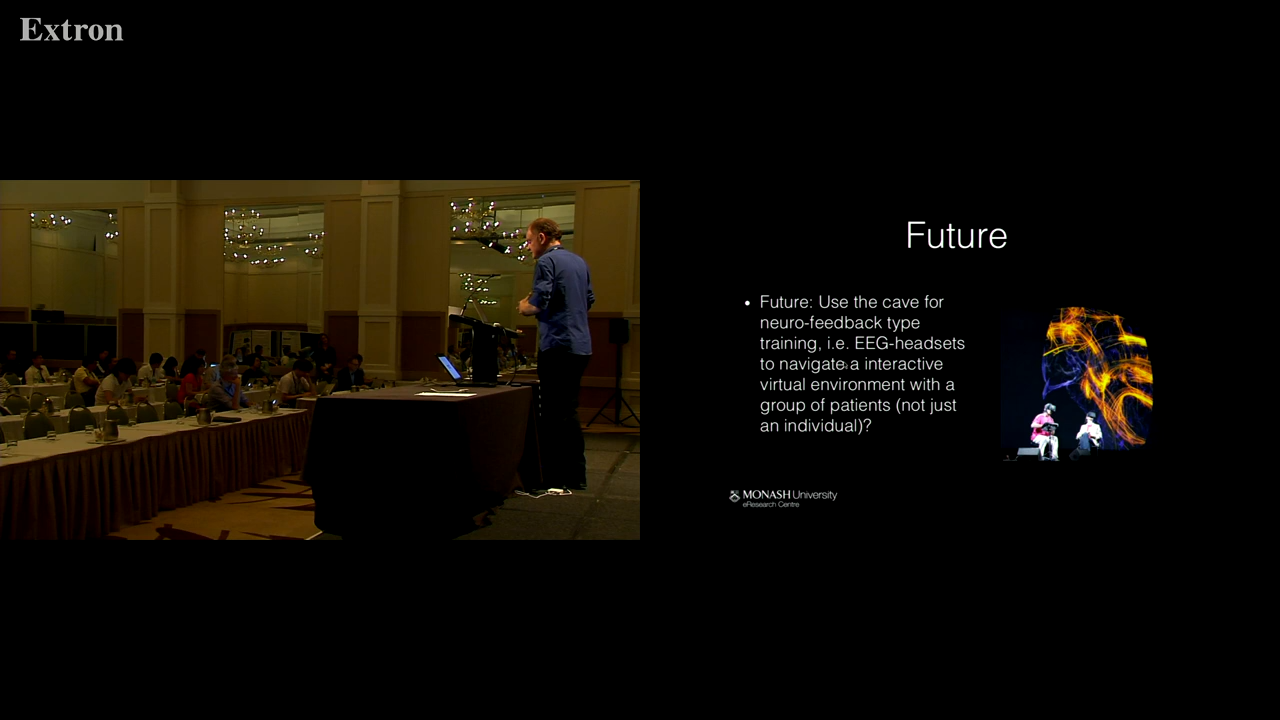 Extron
Future
• Future: Use the cave for
neuro-feedback type
training, i.e. EEG-headsets
to navigate a interactive
virtual environment with a
group of patients (not just
an individual)?
MONASH University
eResearch Centre